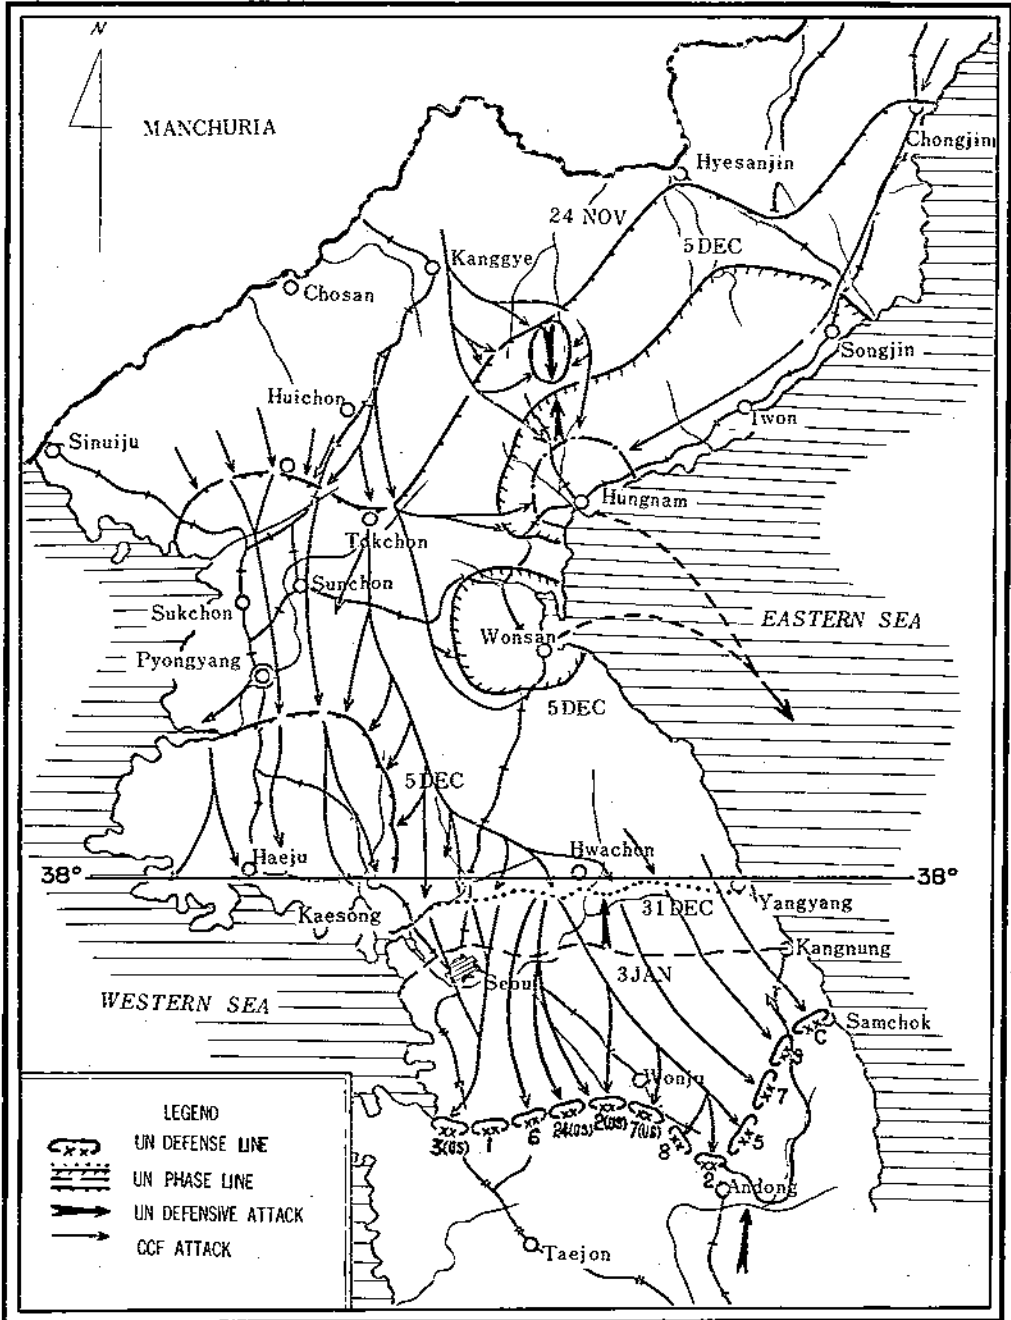 N
MANCHURIA
Chongjin
Hyesanjin
24 NOV
5 DEC
Kanggye
Chosan
Songjin
Huichon
Iwon
Sinuiju
Hungnam
Tokchon
Sunchon
Sukchon
EASTERN SEA
Wonsan
Pyongyang
5 DEC
5 DEC
Hwachon
Haeju
38°
38°
Kaesong
31 DEC
Yangyang
Kangnung
3 JAN
Seoul
WESTERN SEA
Samchok
C
9
Wonju
7
3(US)
1
6
24(US)
2(US)
7(US)
8
5
2
Andong
Taejon
LEGEND
UN DEFENSE LINE
UN PHASE LINE
UN DEFENSIVE ATTACK
CCF ATTACK